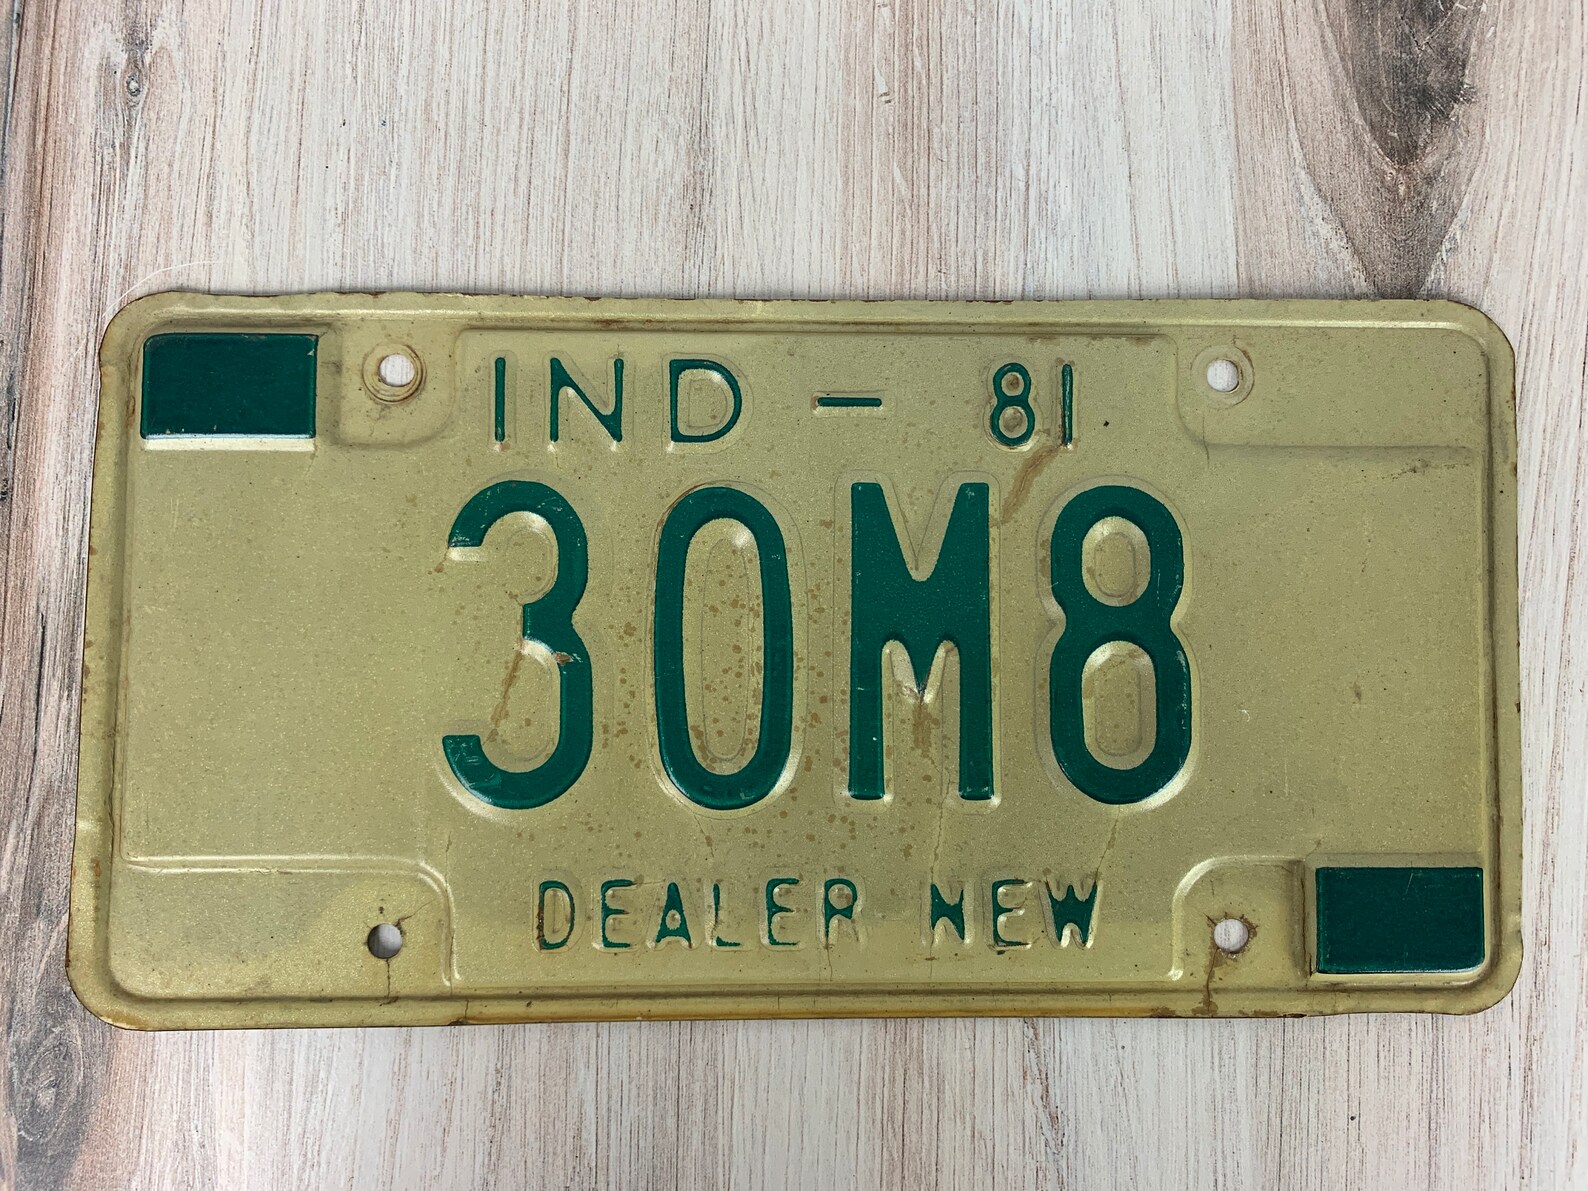 IND - 81
30M8
DEALER NEW